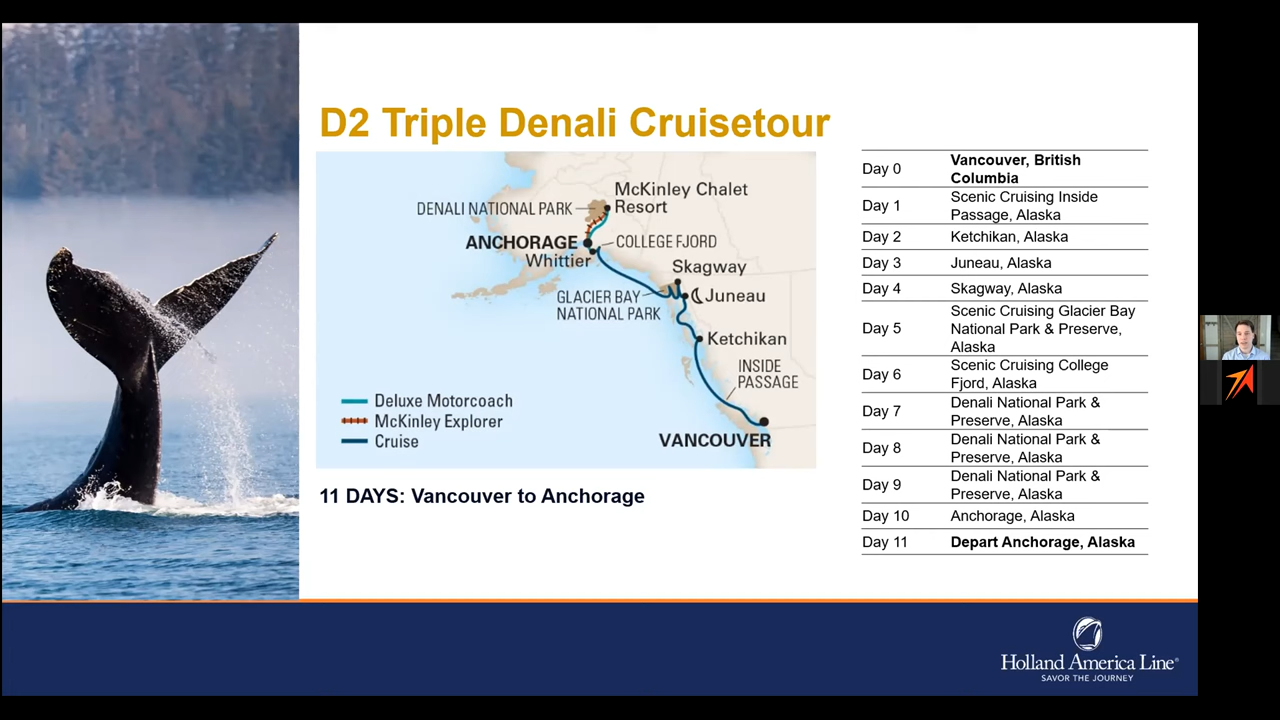 D2 Triple Denali Cruisetour
McKinley Chalet
Resort
DENALI NATIONAL PARK
ANCHORAGE
COLLEGE FJORD
Whittier
Skagway
GLACIER BAY
NATIONAL PARK
Juneau
Ketchikan
INSIDE
PASSAGE
Deluxe Motorcoach
McKinley Explorer
Cruise
VANCOUVER
11 DAYS: Vancouver to Anchorage
Day 0 Vancouver, British
Columbia
Day 1 Scenic Cruising Inside
Passage, Alaska
Day 2 Ketchikan, Alaska
Day 3 Juneau, Alaska
Day 4 Skagway, Alaska
Day 5 Scenic Cruising Glacier Bay
National Park & Preserve,
Alaska
Day 6 Scenic Cruising College
Fjord, Alaska
Day 7 Denali National Park &
Preserve, Alaska
Day 8 Denali National Park &
Preserve, Alaska
Day 9 Denali National Park &
Preserve, Alaska
Day 10 Anchorage, Alaska
Day 11 Depart Anchorage, Alaska
Holland America Line®
SAVOR THE JOURNEY